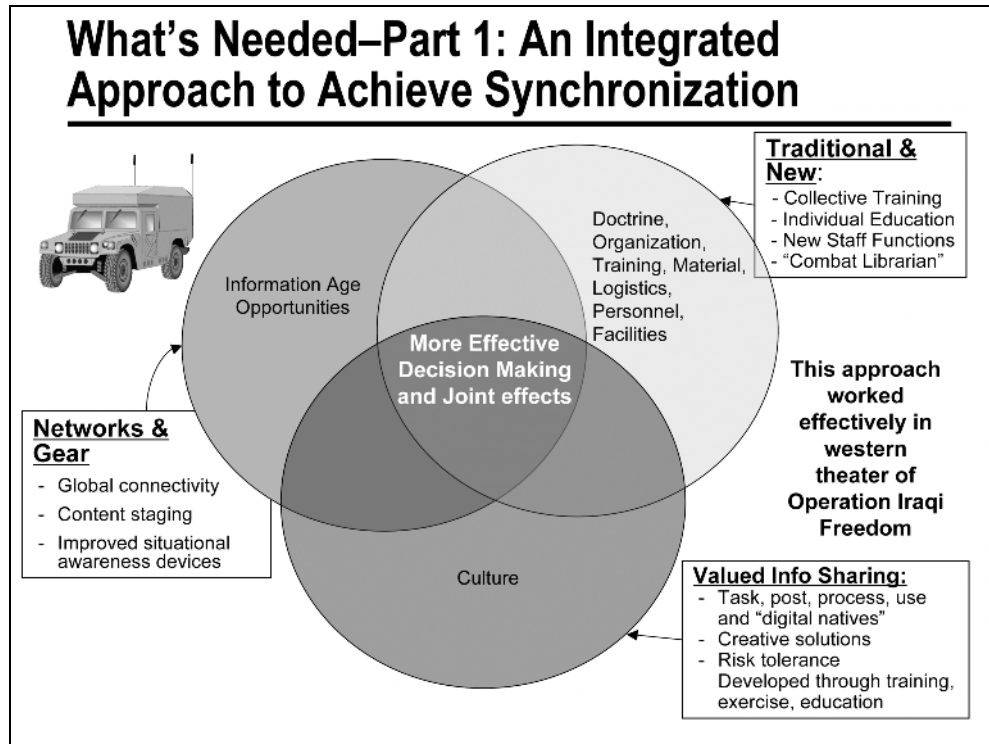 What's Needed–Part 1: An Integrated
Approach to Achieve Synchronization
Information Age
Opportunities
Doctrine,
Organization,
Training, Material,
Logistics,
Personnel,
Facilities
More Effective
Decision Making
and Joint effects
Culture
Traditional &
New:
- Collective Training
- Individual Education
- New Staff Functions
- “Combat Librarian”
This approach
worked
effectively in
western
theater of
Operation Iraqi
Freedom
Networks &
Gear
- Global connectivity
- Content staging
- Improved situational
awareness devices
Valued Info Sharing:
- Task, post, process, use
and “digital natives”
- Creative solutions
- Risk tolerance
Developed through training,
exercise, education